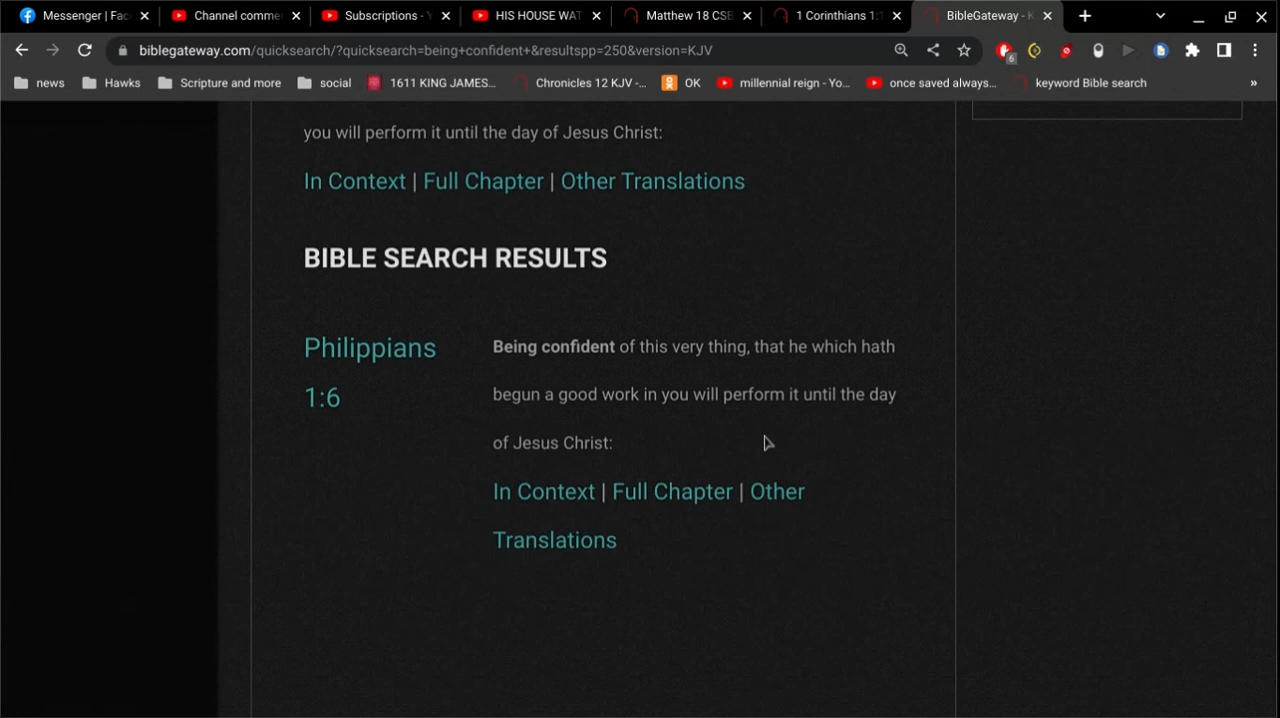 Messenger | Fac
Channel comme
Subscriptions - Y
HIS HOUSE WAT
Matthew 18 CSB
1 Corinthians 1:1
BibleGateway - K
biblegateway.com/quicksearch/?quicksearch=being+confident+&resultspp=250&version=KJV
6
news
Hawks
Scripture and more
social
1611 KING JAMES...
Chronicles 12 KJV -...
OK
millennial reign - Yo...
once saved always...
keyword Bible search
»
you will perform it until the day of Jesus Christ:
In Context | Full Chapter | Other Translations
BIBLE SEARCH RESULTS
Philippians
1:6
Being confident of this very thing, that he which hath
begun a good work in you will perform it until the day
of Jesus Christ:
In Context | Full Chapter | Other
Translations